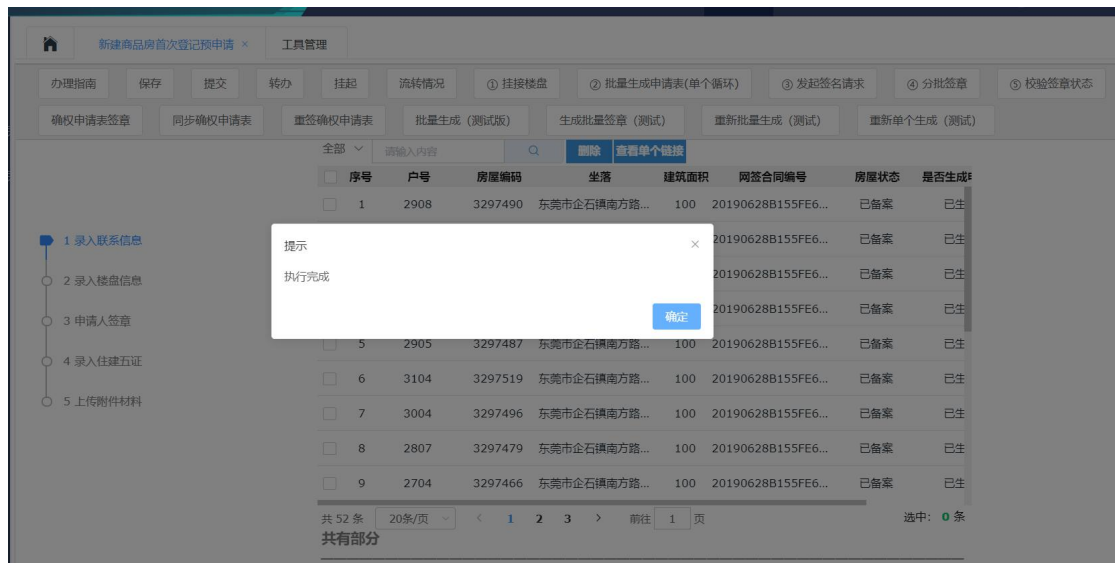 新建商品房首次登记预申请 × 工具管理
办理指南 保存 提交 转办 挂起 流转情况 ① 挂接楼盘 ② 批量生成申请表(单个循环) ③ 发起签名请求 ④ 分批签章 ⑤ 校验签章状态
确权申请表签章 同步确权申请表 重签确权申请表 批量生成（测试版） 生成批量签章（测试） 重新批量生成（测试） 重新单个生成（测试）
全部 请输入内容 删除 查看单个链接
序号 户号 房屋编码 坐落 建筑面积 网签合同编号 房屋状态 是否生成
1 2908 3297490 东莞市企石镇南方路... 100 20190628B155FE6... 已备案 已生
1 录入联系信息
2 录入楼盘信息
3 申请人签章
4 录入住建五证
5 上传附件材料
提示 ×
执行完成
确定
20190628B155FE6... 已备案 已生
20190628B155FE6... 已备案 已生
20190628B155FE6... 已备案 已生
5 2905 3297487 东莞市企石镇南方路... 100 20190628B155FE6... 已备案 已生
6 3104 3297519 东莞市企石镇南方路... 100 20190628B155FE6... 已备案 已生
7 3004 3297496 东莞市企石镇南方路... 100 20190628B155FE6... 已备案 已生
8 2807 3297479 东莞市企石镇南方路... 100 20190628B155FE6... 已备案 已生
9 2704 3297466 东莞市企石镇南方路... 100 20190628B155FE6... 已备案 已生
共 52 条 20条/页 < 1 2 3 > 前往 1 页 选中: 0 条
共有部分